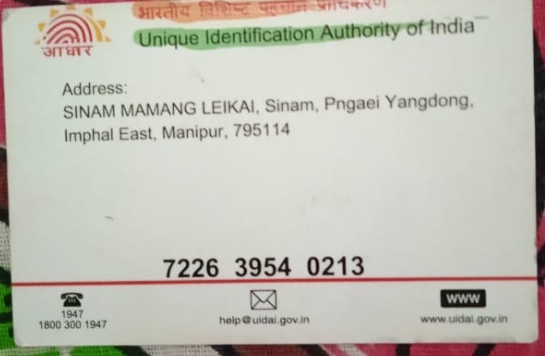 भारतीय विशिष्ट पहचान प्राधिकरण
आधार
Unique Identification Authority of India
Address:
SINAM MAMANG LEIKAI, Sinam, Pngaei Yangdong,
Imphal East, Manipur, 795114
7226 3954 0213
1947
1800 300 1947
help@uidai.gov.in
WWW
www.uidai.gov.in